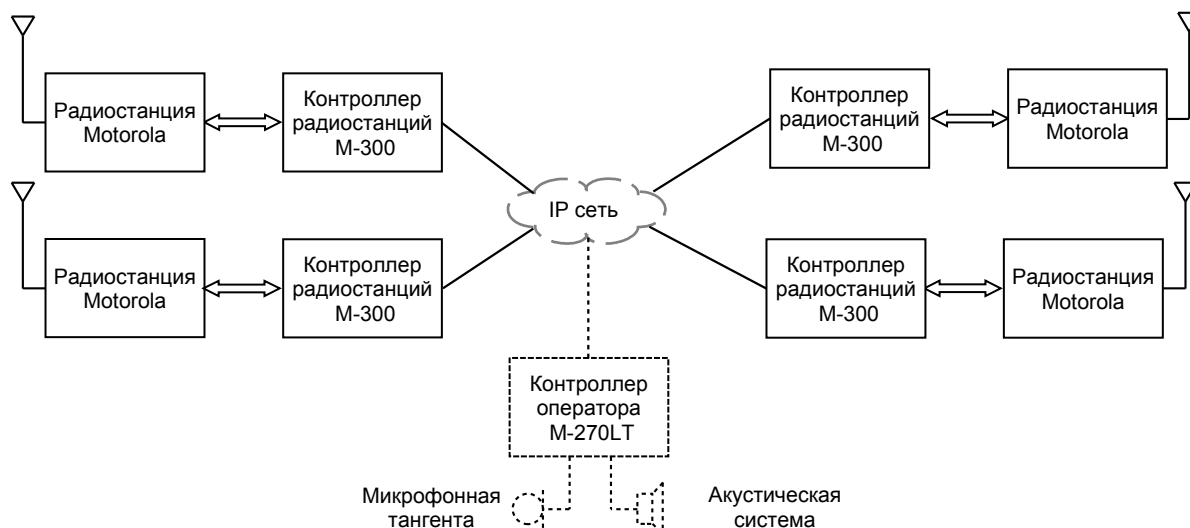 Радиостанция
Motorola
Контроллер
радиостанций
М-300
Контроллер
радиостанций
М-300
Радиостанция
Motorola
IP сеть
Радиостанция
Motorola
Контроллер
радиостанций
М-300
Контроллер
радиостанций
М-300
Радиостанция
Motorola
Контроллер
оператора
М-270LT
Микрофонная
тангента
Акустическая
система